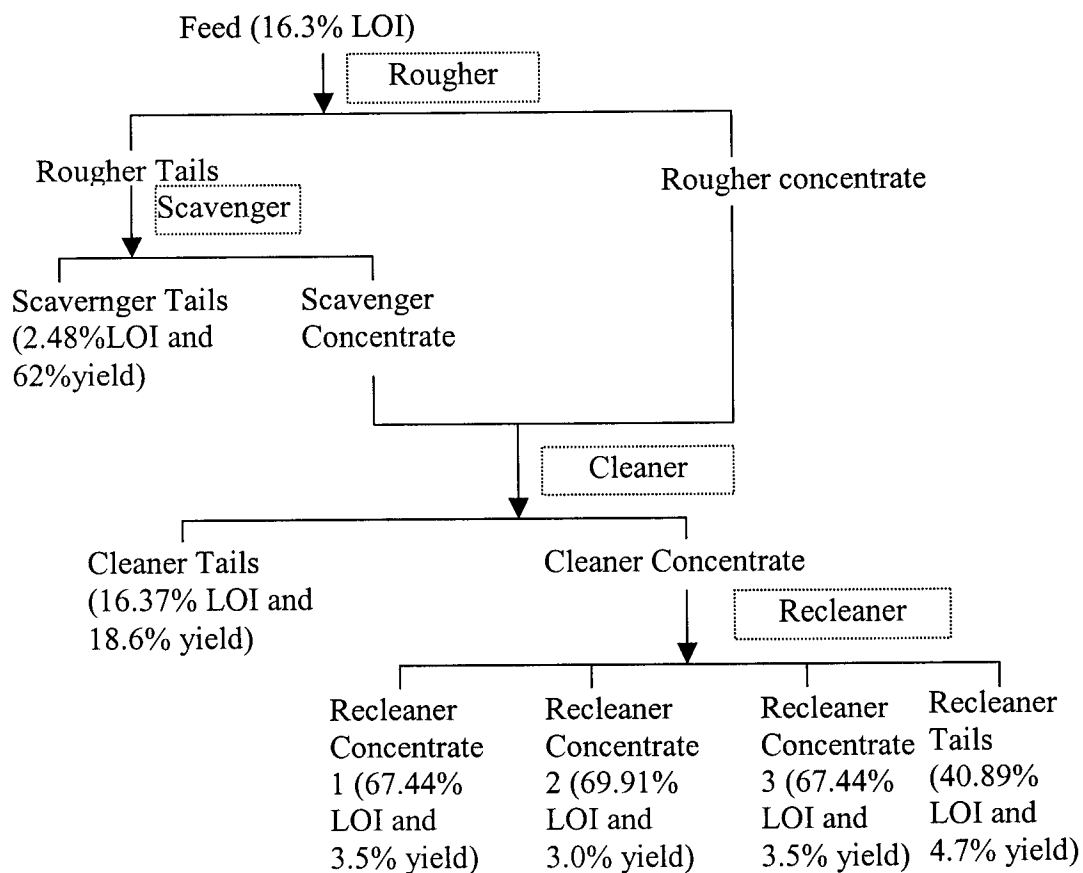 Feed (16.3% LOI)
Rougher
Rougher Tails
Rougher concentrate
Scavenger
Scavernger Tails
(2.48%LOI and
62%yield)
Scavenger
Concentrate
Cleaner
Cleaner Tails
(16.37% LOI and
18.6% yield)
Cleaner Concentrate
Recleaner
Recleaner
Concentrate
1 (67.44%
LOI and
3.5% yield)
Recleaner
Concentrate
2 (69.91%
LOI and
3.0% yield)
Recleaner
Concentrate
3 (67.44%
LOI and
3.5% yield)
Recleaner
Tails
(40.89%
LOI and
4.7% yield)